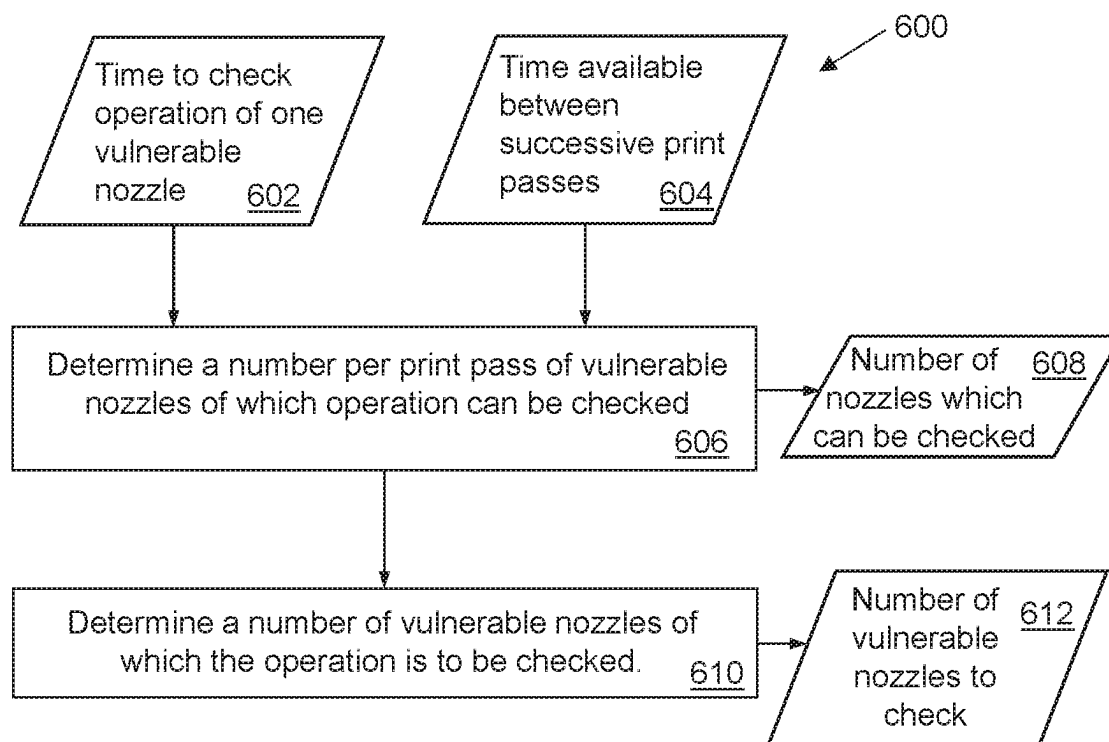 600
Time to check
operation of one
vulnerable
nozzle 602
Time available
between
successive print
passes 604
Determine a number per print pass of vulnerable
nozzles of which operation can be checked
606
Number of 608
nozzles which
can be checked
Determine a number of vulnerable nozzles of
which the operation is to be checked. 610
Number of 612
vulnerable
nozzles to
check